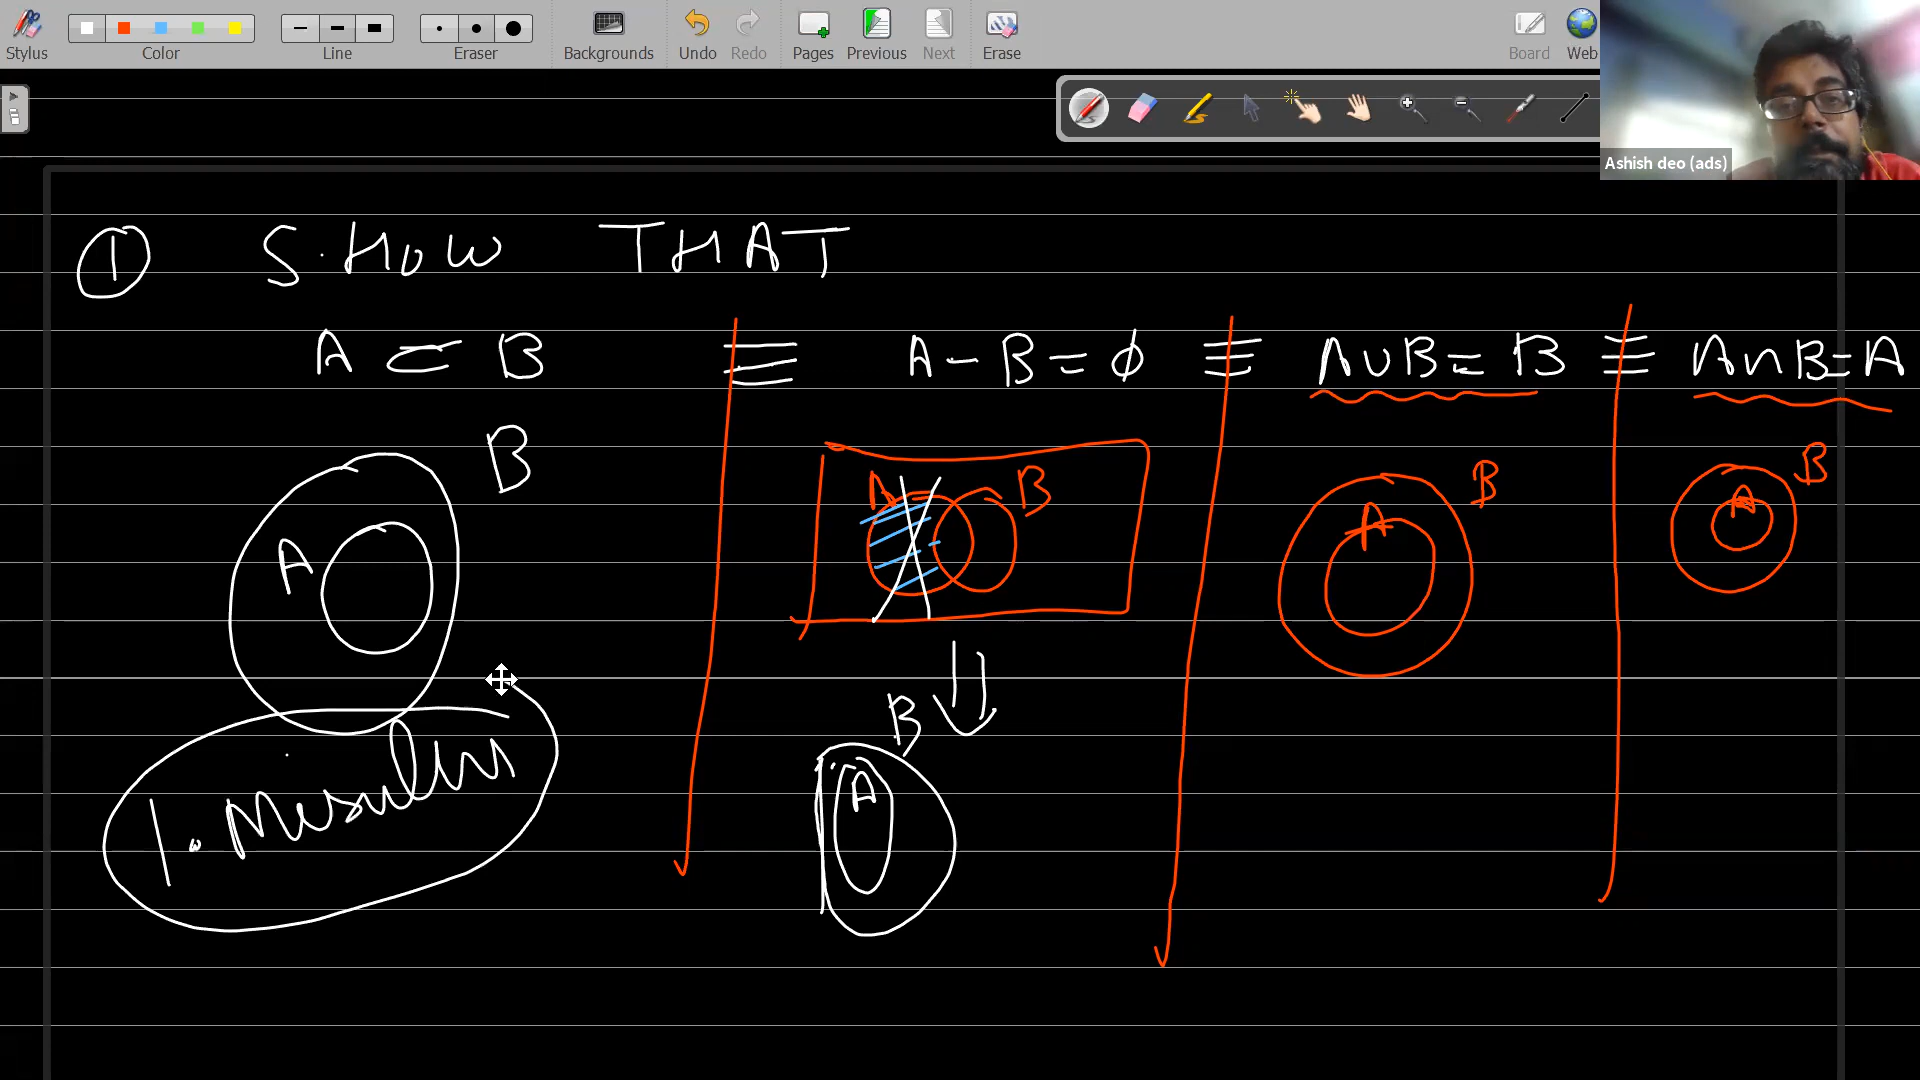 Stylus
Color
Line
Eraser
Backgrounds
Undo
Redo
Pages
Previous
Next
Erase
Board
Web
Ashish deo (ads)
① SHOW THAT
A ⊂ B ≡ A - B = ϕ ≡ A∪B = B ≡ A∩B = A
B
A
A B
B
A
B
A
B
A